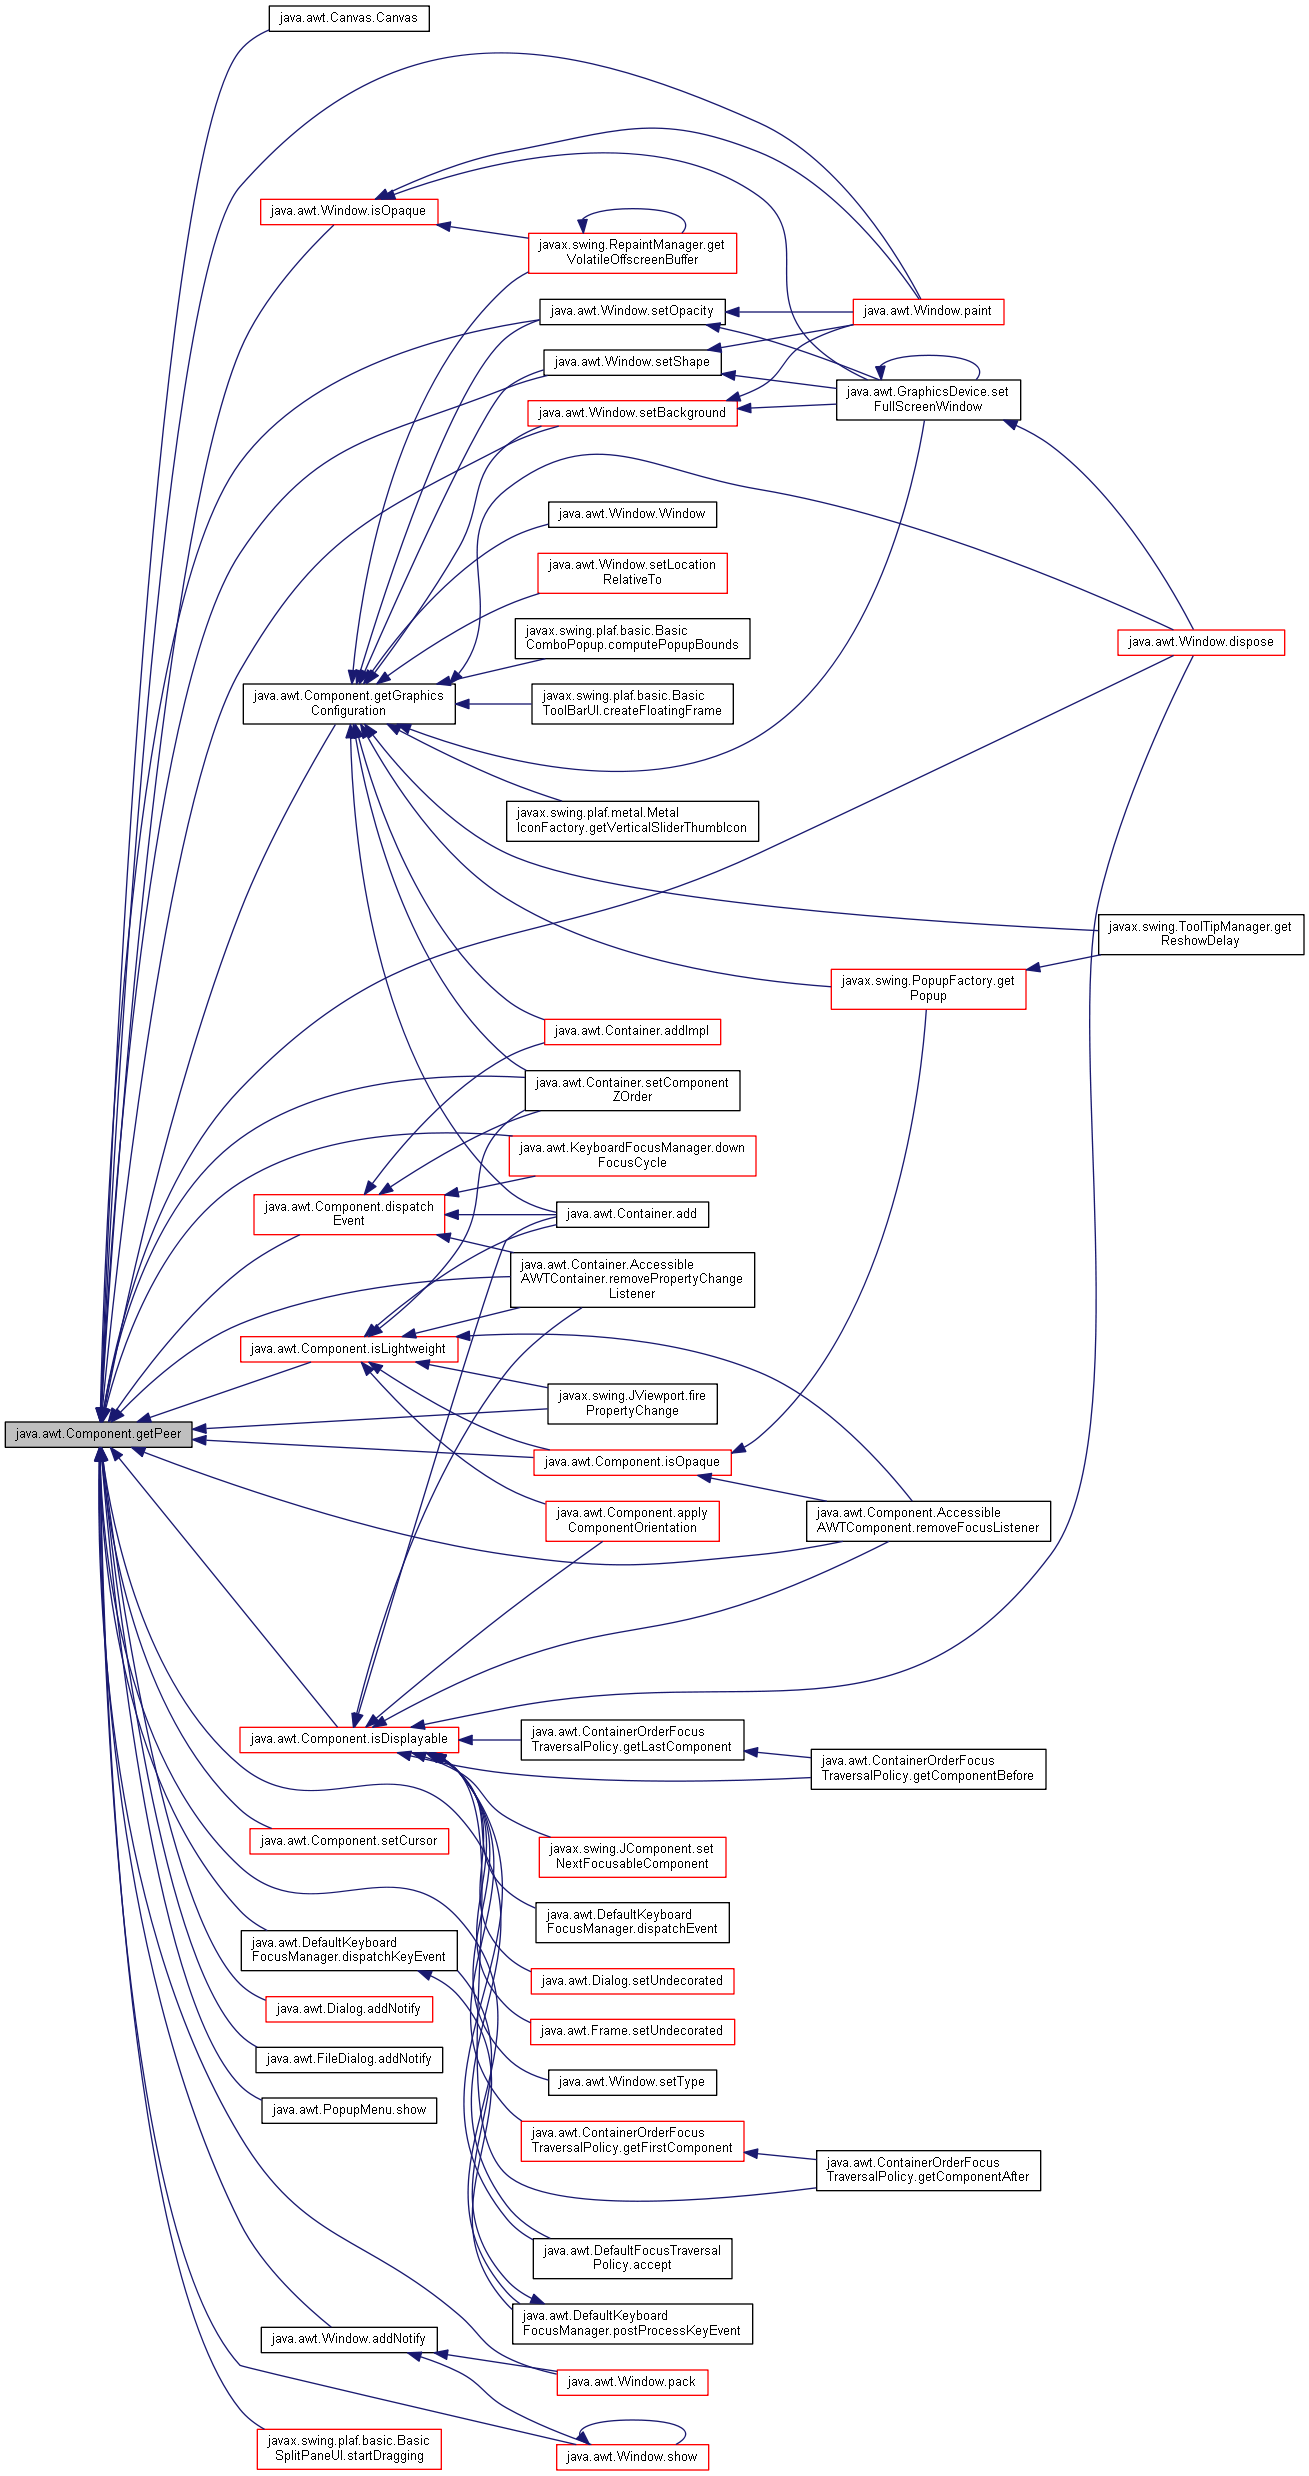 java.awt.Canvas.Canvas
java.awt.Window.isOpaque
javax.swing.RepaintManager.get
VolatileOffscreenBuffer
java.awt.Window.setOpacity
java.awt.Window.paint
java.awt.Window.setShape
java.awt.GraphicsDevice.set
FullScreenWindow
java.awt.Window.setBackground
java.awt.Window.Window
java.awt.Window.setLocation
RelativeTo
javax.swing.plaf.basic.Basic
ComboPopup.computePopupBounds
java.awt.Window.dispose
java.awt.Component.getGraphics
Configuration
javax.swing.plaf.basic.Basic
ToolBarUI.createFloatingFrame
javax.swing.plaf.metal.Metal
IconFactory.getVerticalSliderThumbIcon
javax.swing.ToolTipManager.get
ReshowDelay
javax.swing.PopupFactory.get
Popup
java.awt.Container.addImpl
java.awt.Container.setComponent
ZOrder
java.awt.KeyboardFocusManager.down
FocusCycle
java.awt.Component.dispatch
Event
java.awt.Container.add
java.awt.Container.Accessible
AWTContainer.removePropertyChange
Listener
java.awt.Component.isLightweight
javax.swing.JViewport.fire
PropertyChange
java.awt.Component.getPeer
java.awt.Component.isOpaque
java.awt.Component.apply
ComponentOrientation
java.awt.Component.Accessible
AWTComponent.removeFocusListener
java.awt.Component.isDisplayable
java.awt.ContainerOrderFocus
TraversalPolicy.getLastComponent
java.awt.ContainerOrderFocus
TraversalPolicy.getComponentBefore
java.awt.Component.setCursor
javax.swing.JComponent.set
NextFocusableComponent
java.awt.DefaultKeyboard
FocusManager.dispatchEvent
java.awt.DefaultKeyboard
FocusManager.dispatchKeyEvent
java.awt.Dialog.setUndecorated
java.awt.Dialog.addNotify
java.awt.Frame.setUndecorated
java.awt.FileDialog.addNotify
java.awt.Window.setType
java.awt.PopupMenu.show
java.awt.ContainerOrderFocus
TraversalPolicy.getFirstComponent
java.awt.ContainerOrderFocus
TraversalPolicy.getComponentAfter
java.awt.DefaultFocusTraversal
Policy.accept
java.awt.DefaultKeyboard
FocusManager.postProcessKeyEvent
java.awt.Window.addNotify
java.awt.Window.pack
javax.swing.plaf.basic.Basic
SplitPaneUI.startDragging
java.awt.Window.show